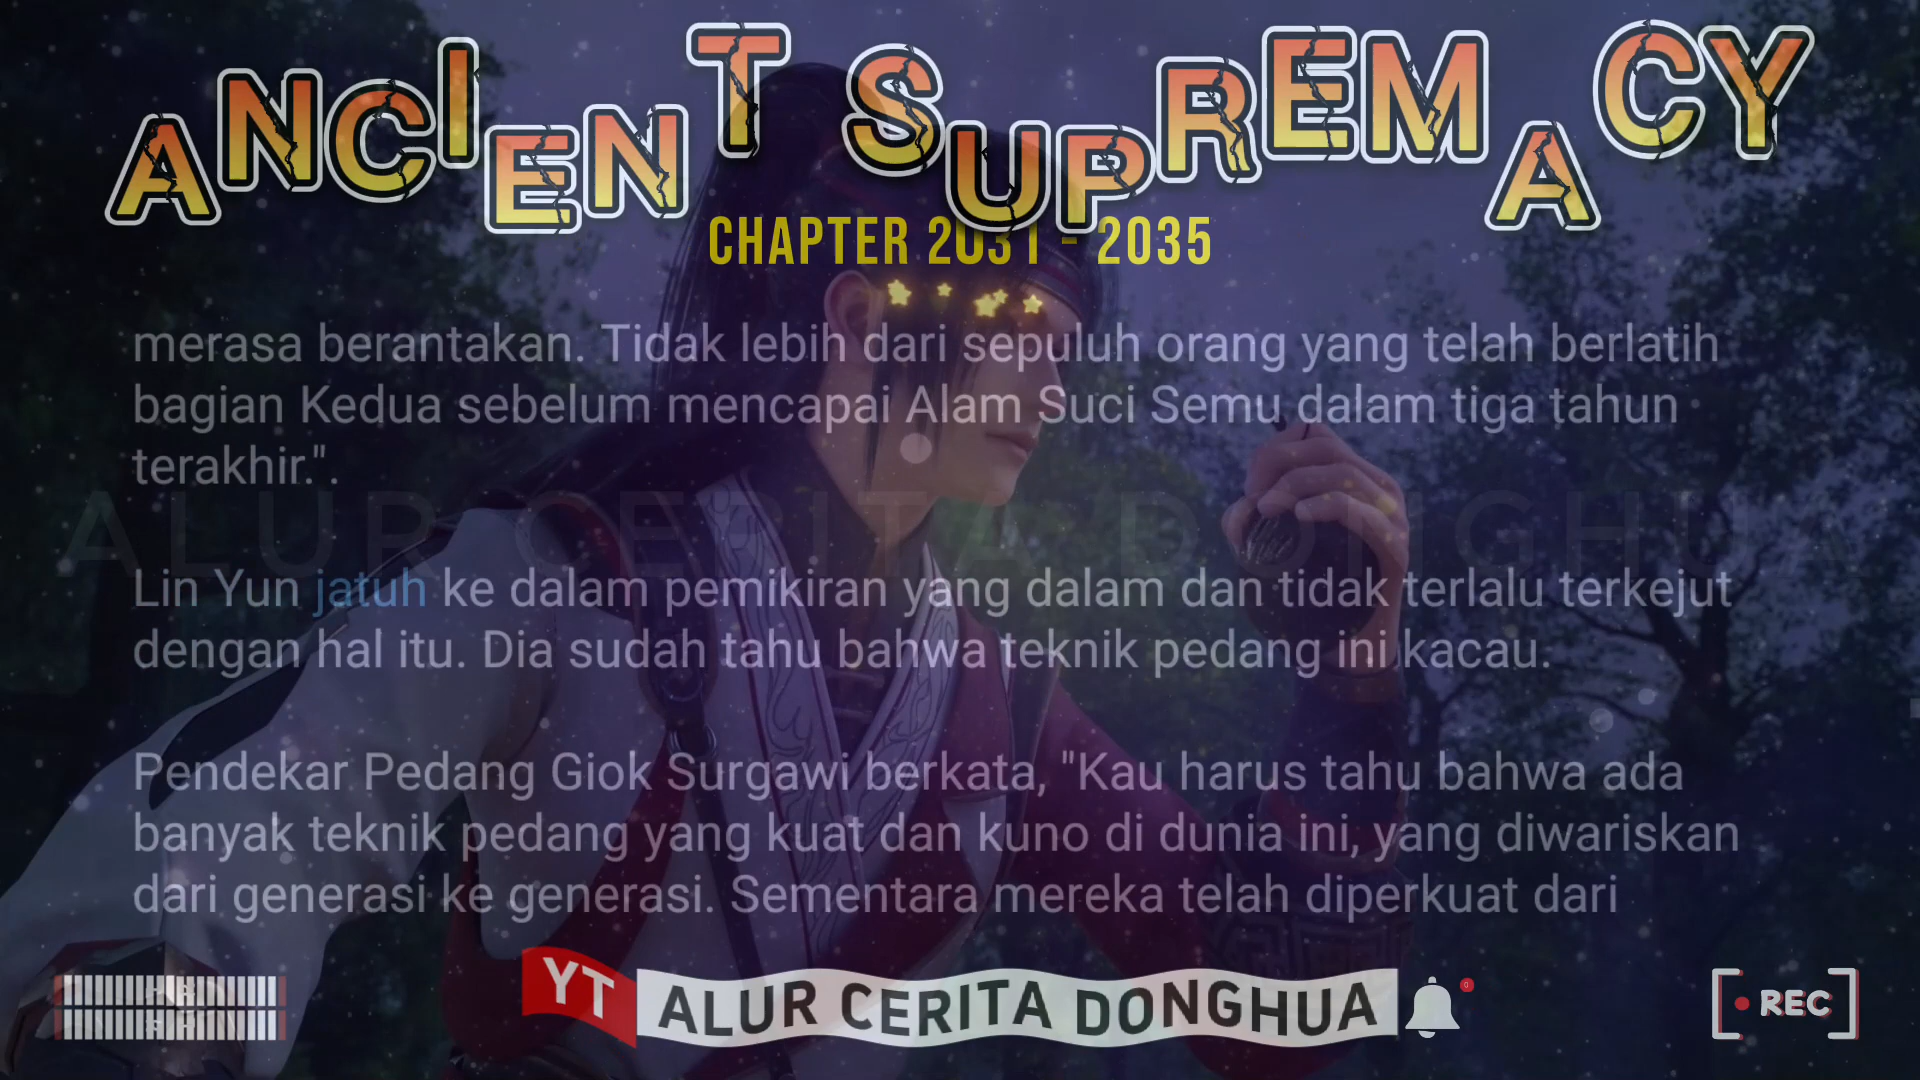 ANCIENT SUPREMACY
CHAPTER 2031 - 2035
merasa berantakan. Tidak lebih dari sepuluh orang yang telah berlatih
bagian Kedua sebelum mencapai Alam Suci Semu dalam tiga tahun
terakhir.".
ALUR CERITA DONGHUA
Lin Yun jatuh ke dalam pemikiran yang dalam dan tidak terlalu terkejut
dengan hal itu. Dia sudah tahu bahwa teknik pedang ini kacau.
Pendekar Pedang Giok Surgawi berkata, "Kau harus tahu bahwa ada
banyak teknik pedang yang kuat dan kuno di dunia ini, yang diwariskan
dari generasi ke generasi. Sementara mereka telah diperkuat dari
YT ALUR CERITA DONGHUA
REC